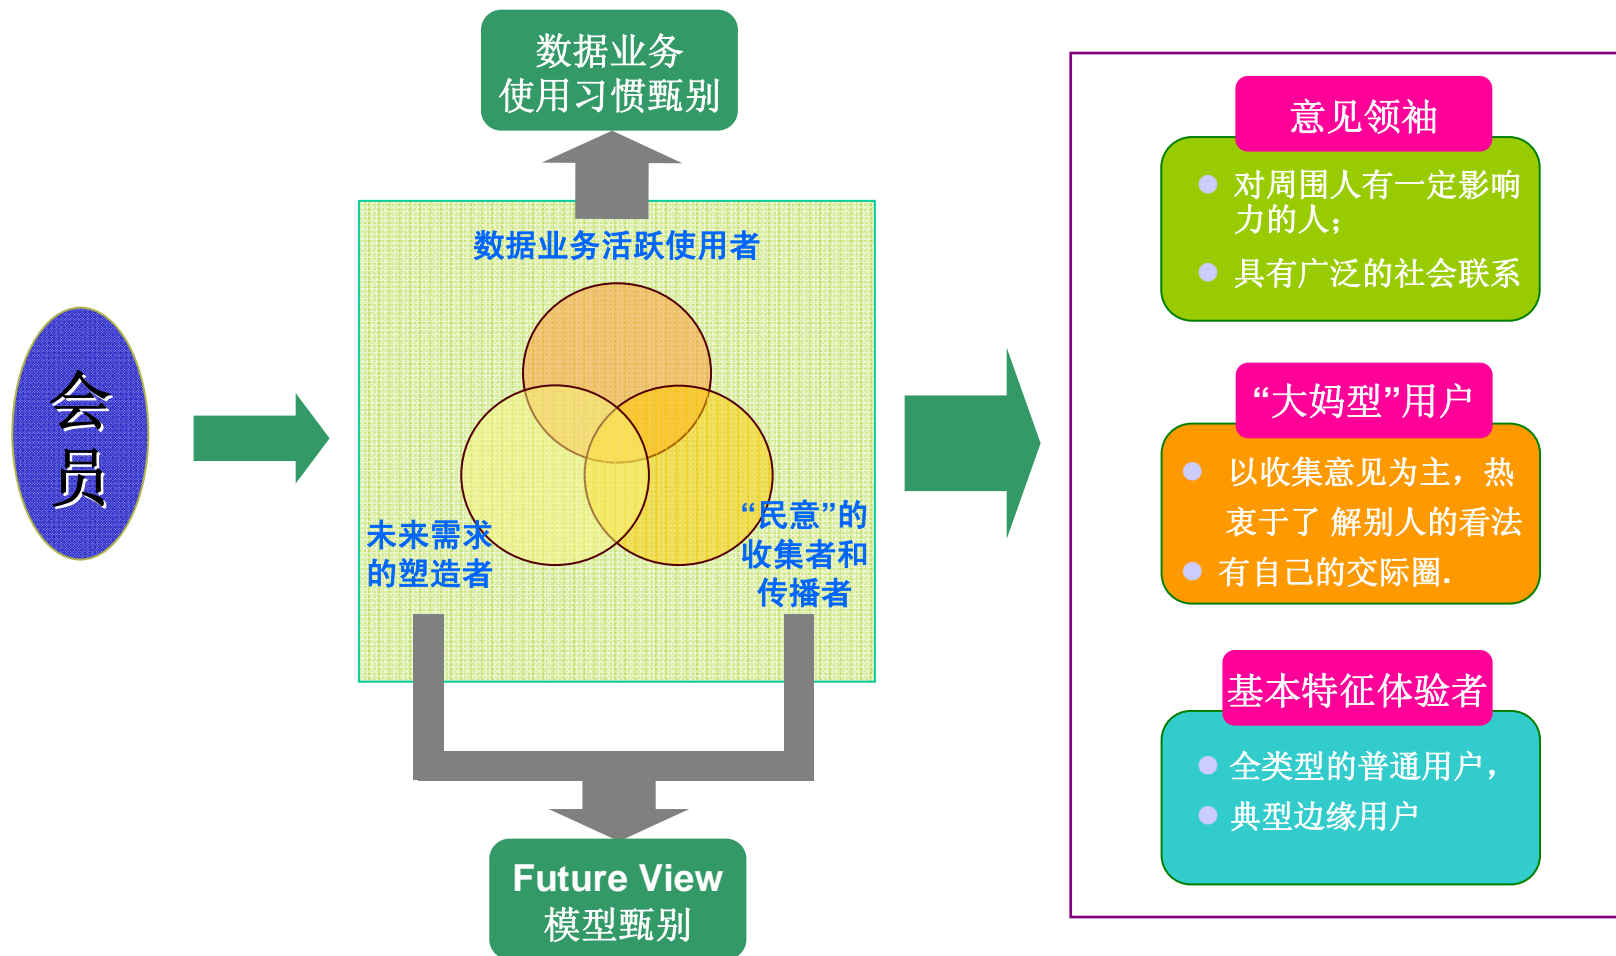 数据业务
使用习惯甄别
数据业务活跃使用者
会
员
未来需求
的塑造者
“民意”的
收集者和
传播者
Future View
模型甄别
意见领袖
对周围人有一定影响
力的人；
具有广泛的社会联系
“大妈型”用户
以收集意见为主，热
衷于了 解别人的看法
有自己的交际圈.
基本特征体验者
全类型的普通用户，
典型边缘用户